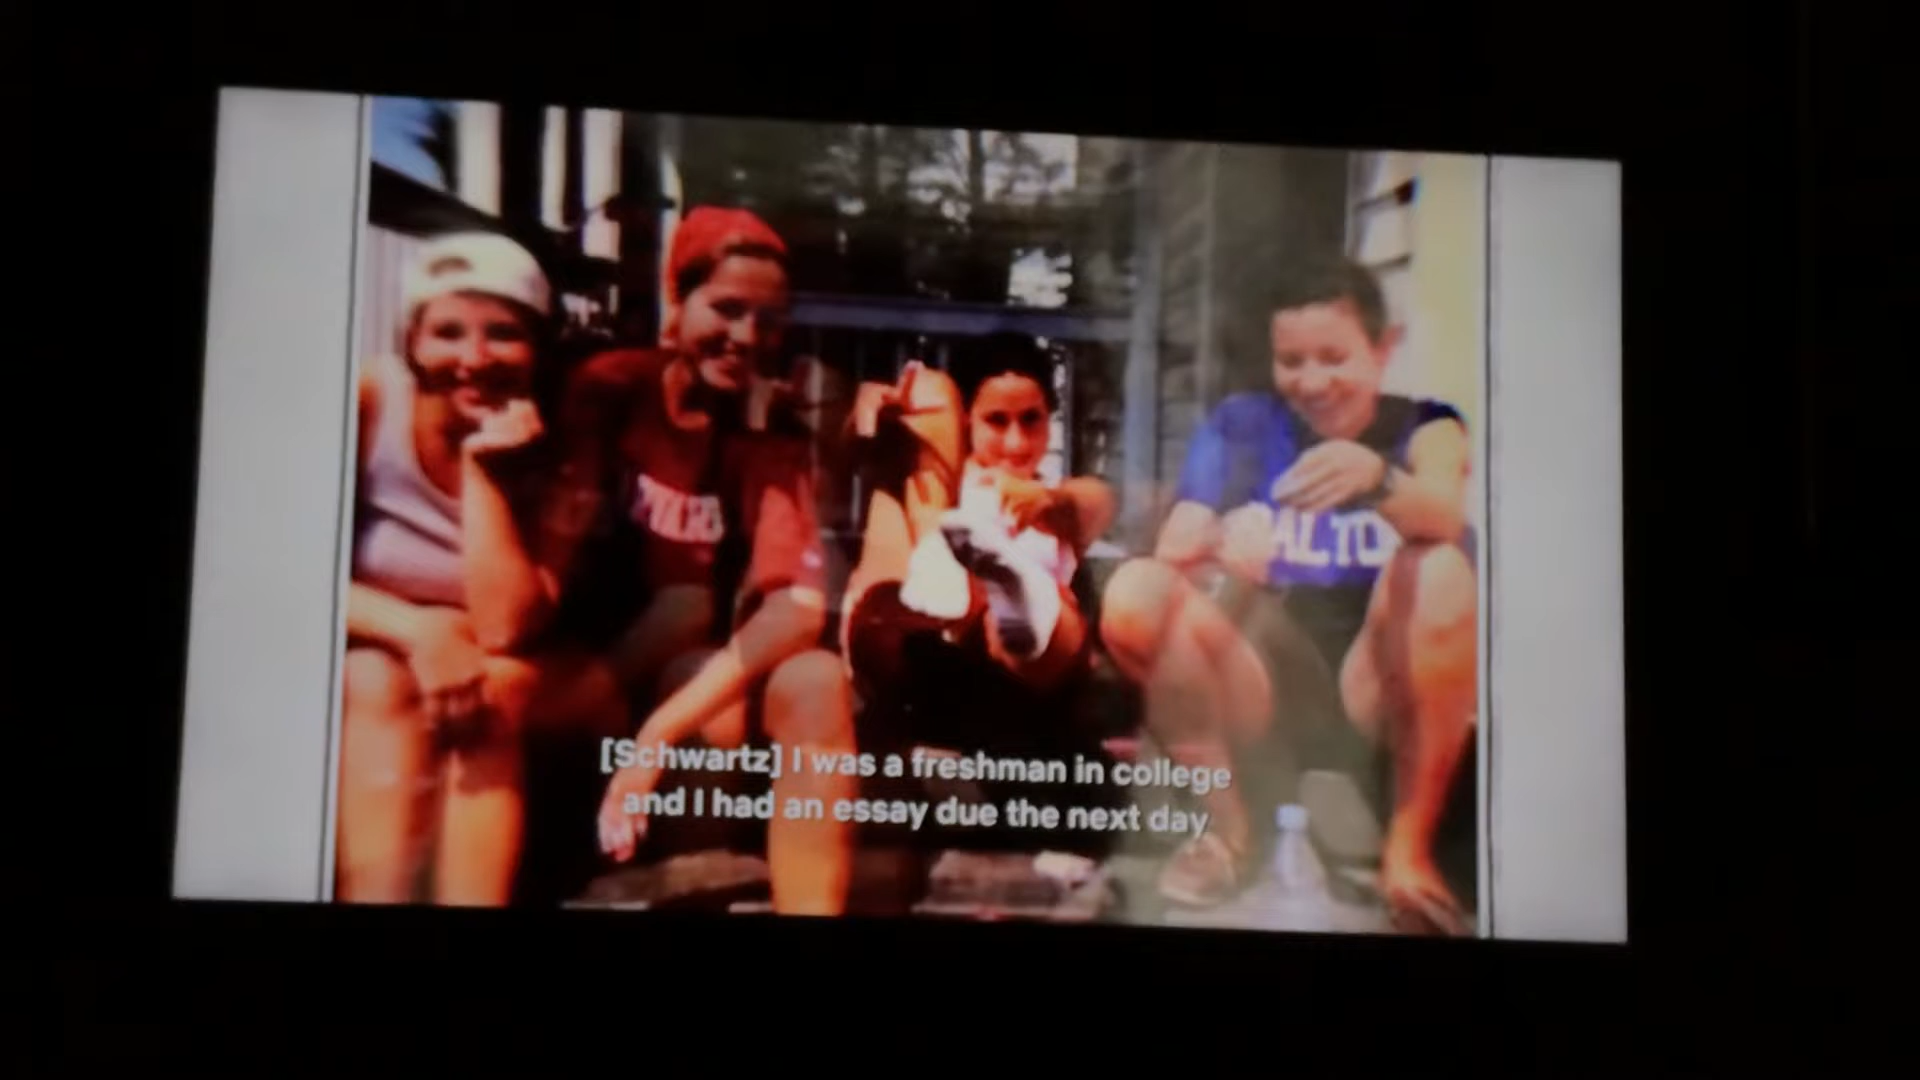 [Schwartz] I was a freshman in college
and I had an essay due the next day